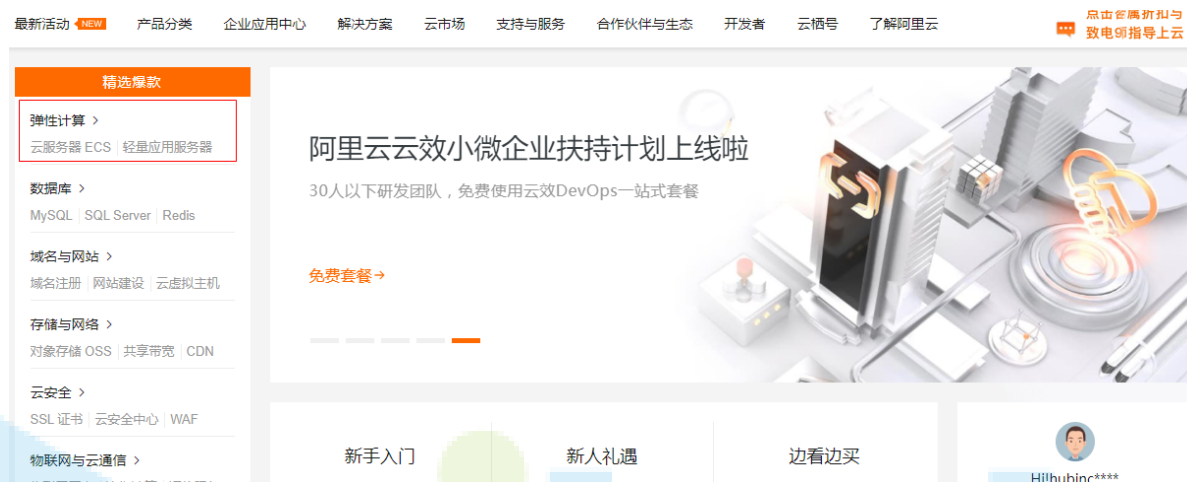 最新活动 NEW 产品分类 企业应用中心 解决方案 云市场 支持与服务 合作伙伴与生态 开发者 云栖号 了解阿里云
致电 指导上云
精选爆款
弹性计算 >
云服务器 ECS 轻量应用服务器
数据库 >
MySQL SQL Server Redis
域名与网站 >
域名注册 网站建设 云虚拟主机
存储与网络 >
对象存储 OSS 共享带宽 CDN
云安全 >
SSL 证书 云安全中心 WAF
物联网与云通信 >
阿里云云效小微企业扶持计划上线啦
30人以下研发团队，免费使用云效DevOps一站式套餐
免费套餐→
新手入门 新人礼遇 边看边买
Hi!hubinc****